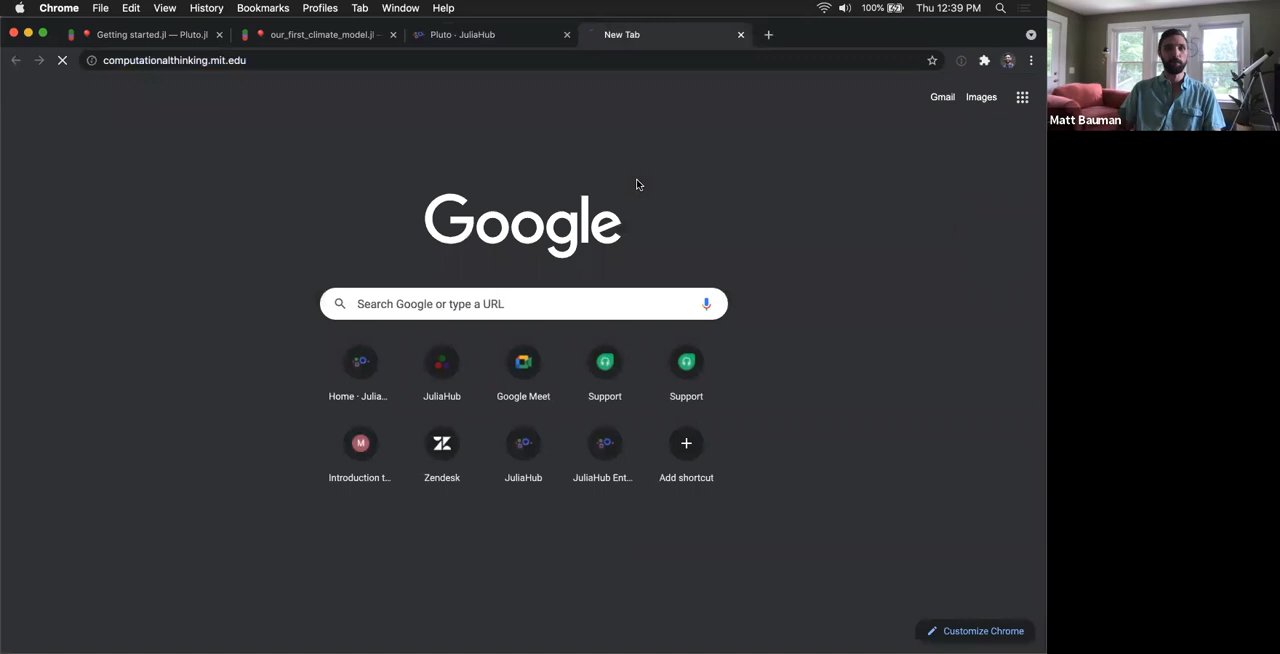 Chrome File Edit View History Bookmarks Profiles Tab Window Help 100% Thu 12:39 PM
Getting started.jl — Pluto.jl our_first_climate_model.jl - Pluto · JuliaHub New Tab
computationalthinking.mit.edu
Gmail Images
Matt Bauman
Google
Search Google or type a URL
Home · Julia... JuliaHub Google Meet Support Support
M
Introduction t... Zendesk JuliaHub JuliaHub Ent... Add shortcut
Customize Chrome